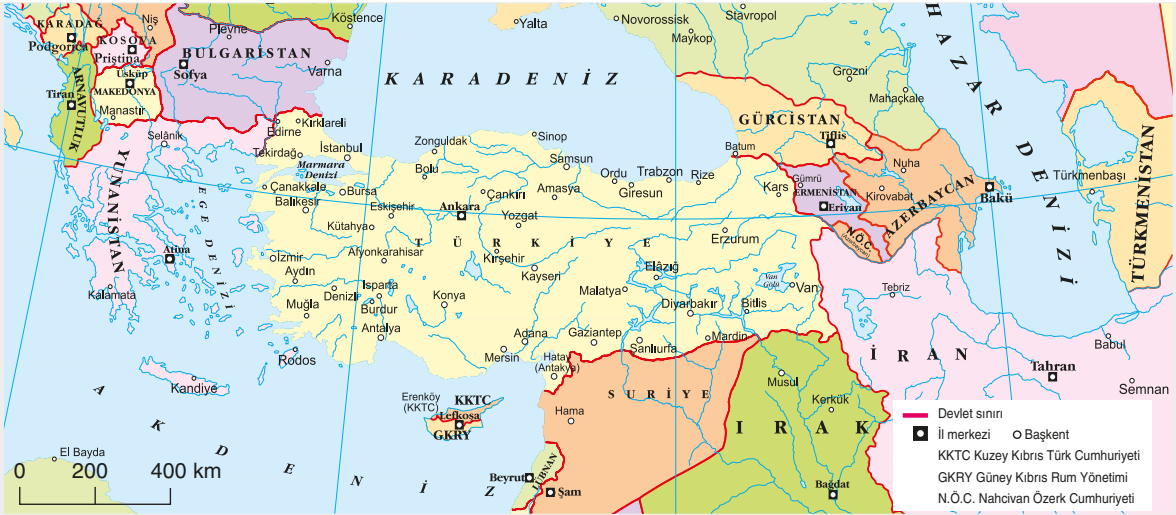 KARADAĞ
Podgorica
Niş
KOSOVA
Priştina
Plevne
Köstence
BULGARİSTAN
Sofya
Varna
Üsküp
MAKEDONYA
Manastır
Tiran
ARNAVUTLUK
Selânik
YUNANİSTAN
Atina
Kalamata
EGE DENİZİ
Kandiye
Rodos
KARADENİZ
Yalta
Novorossisk
Stavropol
Maykop
Grozni
Mahaçkale
HAZAR DENİZİ
GÜRCİSTAN
Tiflis
Batum
Gümrü
ERMENİSTAN
Eriyan
Nuha
Kirovabat
AZERBAYCAN
Bakü
N.Ö.C.
(Azerbaycan)
Türkmenbaşı
TÜRKMENİSTAN
Kırklareli
Edirne
Tekirdağ
İstanbul
Marmara
Denizi
Çanakkale
Bursa
Balıkesir
Zonguldak
Bolu
Sinop
Samsun
Ordu
Giresun
Trabzon
Rize
Kars
Çankırı
Amasya
Eskişehir
Ankara
Yozgat
Kütahya
TÜRKİYE
Erzurum
Afyonkarahisar
Kırşehir
Kayseri
Elâzığ
Van
Gölü
Van
İzmir
Aydın
Isparta
Denizli
Burdur
Konya
Malatya
Diyarbakır
Bitlis
Muğla
Antalya
Adana
Gaziantep
Şanlıurfa
Mardin
Mersin
Hatay
(Antakya)
Tebriz
İRAN
Tahran
Babul
Semnan
SURİYE
Hama
Musul
Kerkük
IRAK
Bağdat
Erenköy
(KKTC)
KKTC
Lefkoşa
GKRY
Beyrut
LÜBNAN
Şam
AKDENİZ
El Bayda
0 200 400 km
Devlet sınırı
İl merkezi Başkent
KKTC Kuzey Kıbrıs Türk Cumhuriyeti
GKRY Güney Kıbrıs Rum Yönetimi
N.Ö.C. Nahcivan Özerk Cumhuriyeti